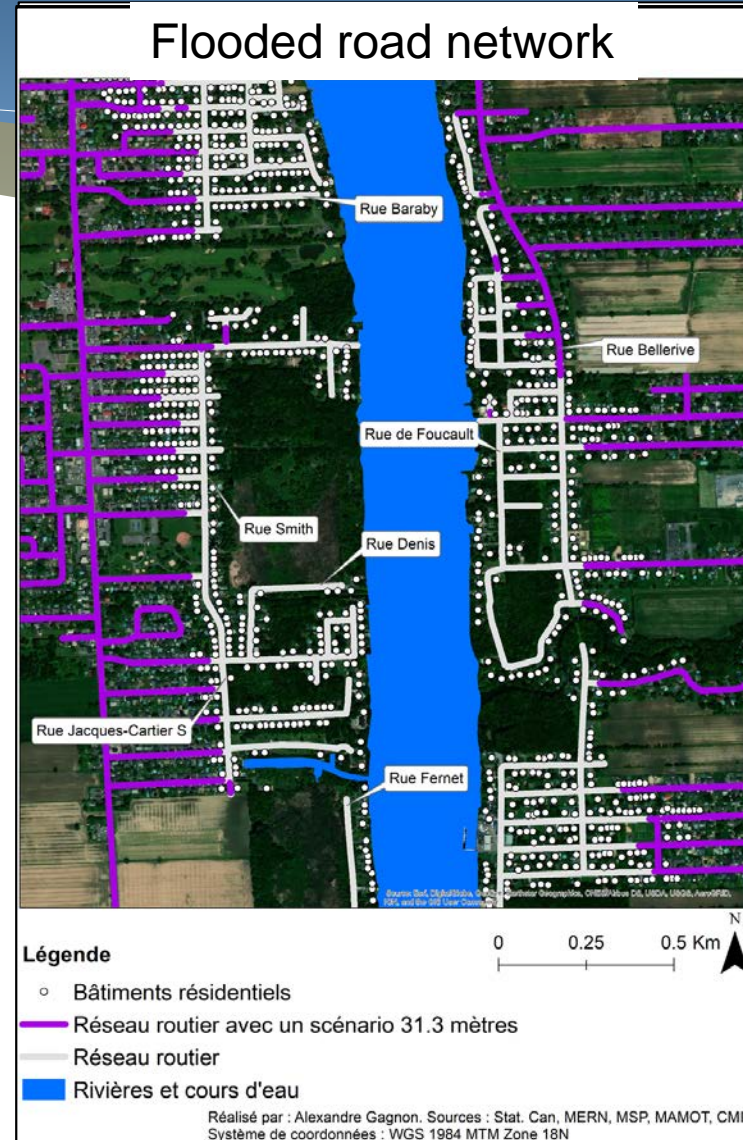 Flooded road network
Rue Baraby
Rue Bellerive
Rue de Foucault
Rue Smith
Rue Denis
Rue Jacques-Cartier S
Rue Fernet
N
Légende
0 0.25 0.5 Km
Bâtiments résidentiels
Réseau routier avec un scénario 31.3 mètres
Réseau routier
Rivières et cours d'eau
Réalisé par : Alexandre Gagnon. Sources : Stat. Can, MERN, MSP, MAMOT, CMI
Système de coordonnées : WGS 1984 MTM Zone 18N